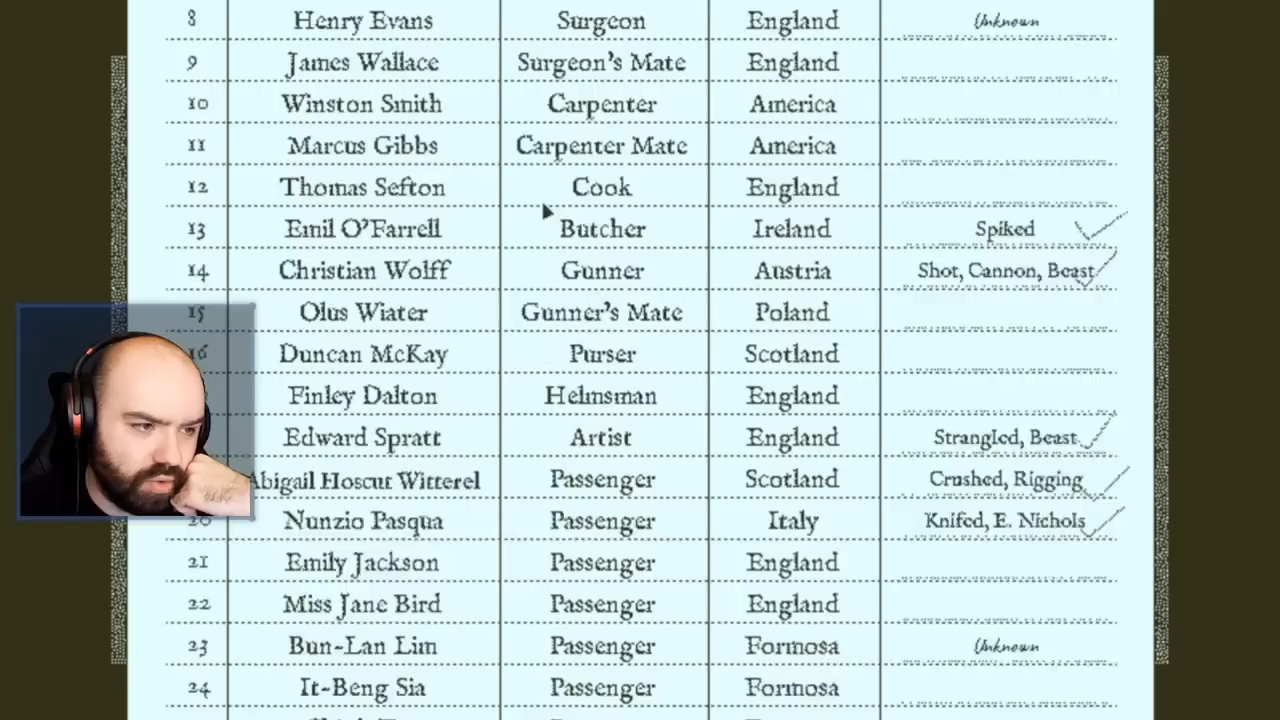 8 Henry Evans Surgeon England Unknown
9 James Wallace Surgeon's Mate England
10 Winston Smith Carpenter America
11 Marcus Gibbs Carpenter Mate America
12 Thomas Sefton Cook England
13 Emil O'Farrell Butcher Ireland Spiked
14 Christian Wolff Gunner Austria Shot, Cannon, Beast
15 Olus Wiater Gunner's Mate Poland
16 Duncan McKay Purser Scotland
Finley Dalton Helmsman England
Edward Spratt Artist England Strangled, Beast
Abigail Hoscut Witterel Passenger Scotland Crushed, Rigging
20 Nunzio Pasqua Passenger Italy Knifed, E. Nichols
21 Emily Jackson Passenger England
22 Miss Jane Bird Passenger England
23 Bun-Lan Lim Passenger Formosa Unknown
24 It-Beng Sia Passenger Formosa